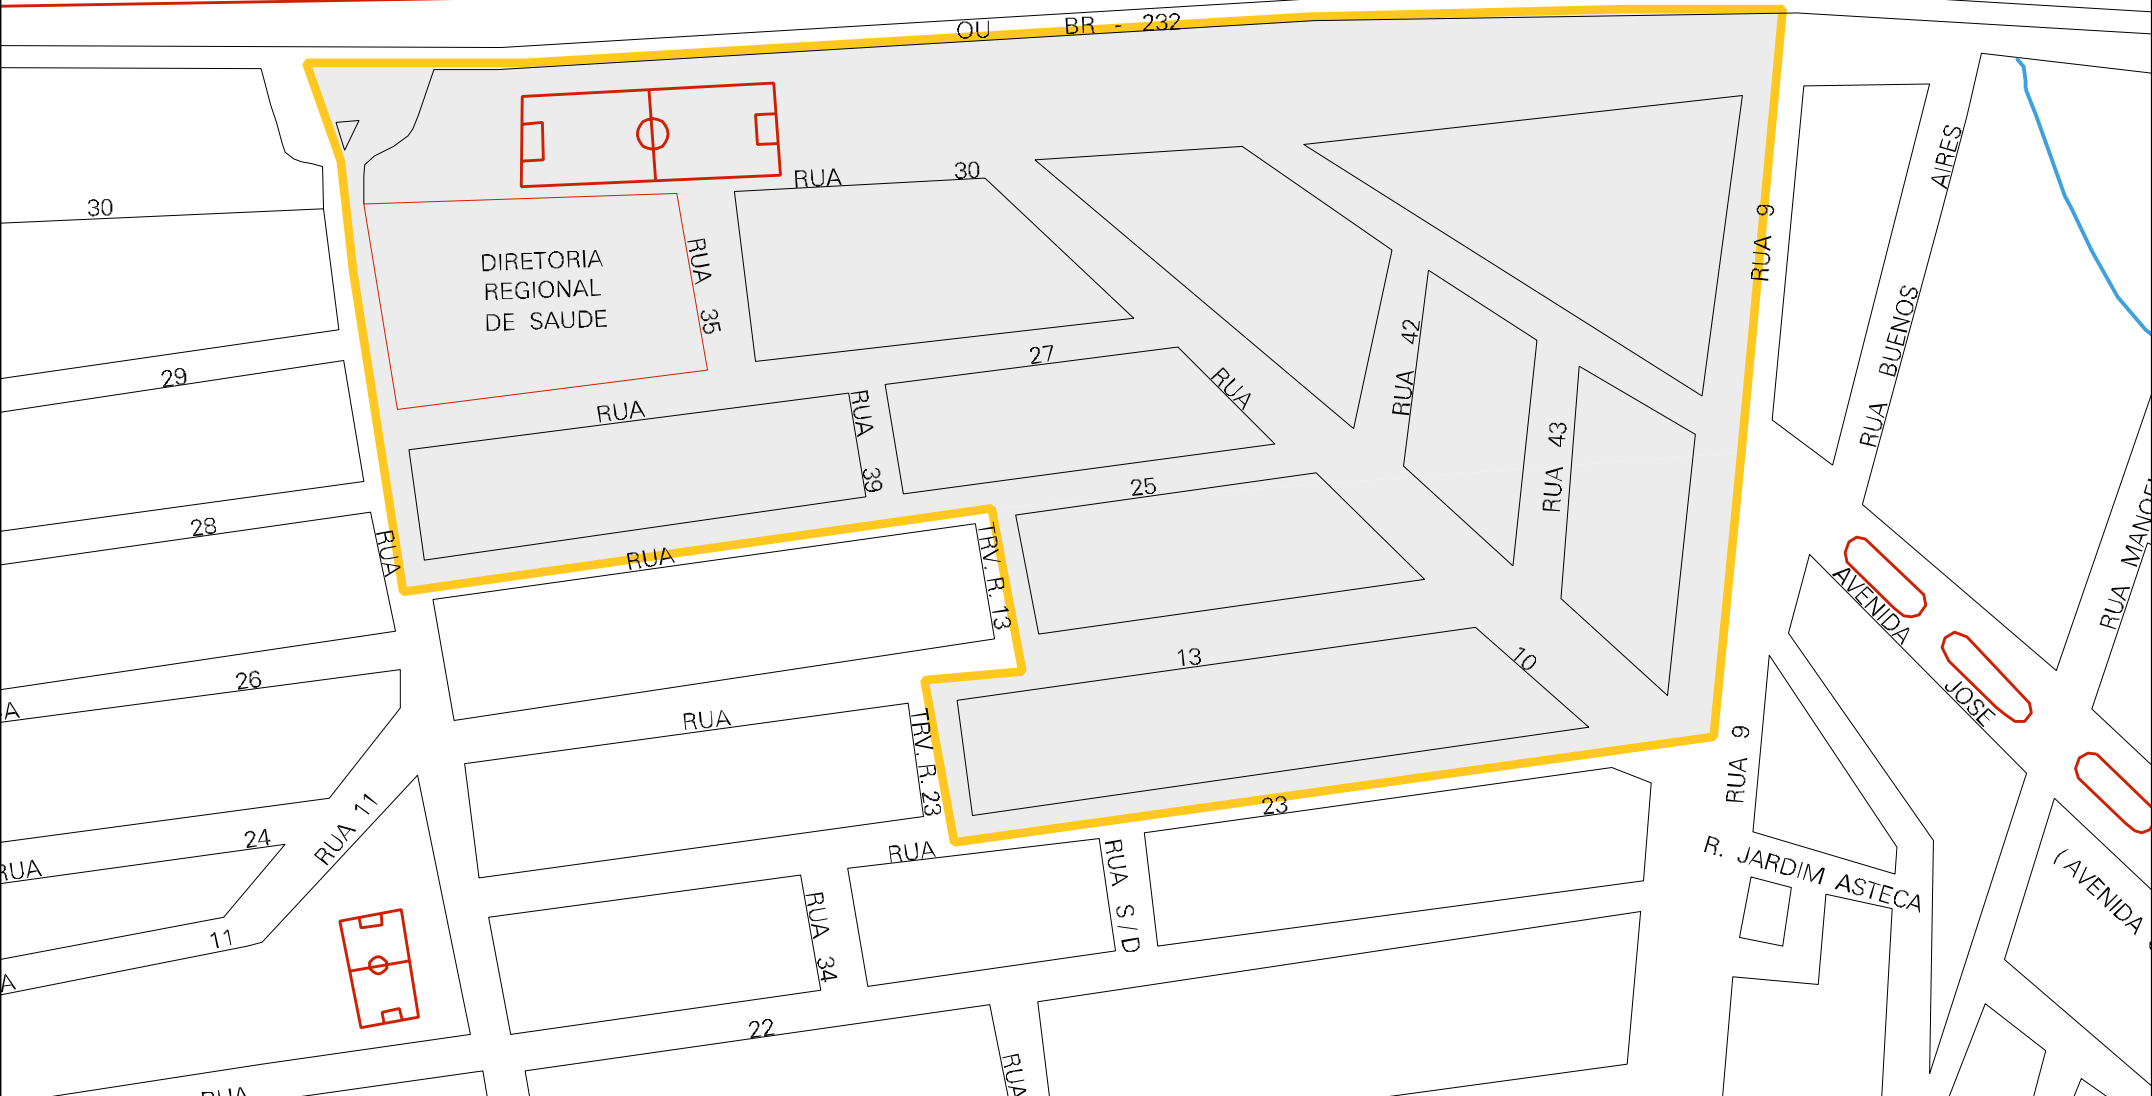 OU BR - 232
RUA 30
30
AIRES
RUA 9
DIRETORIA
REGIONAL
DE SAUDE
RUA 35
RUA 42
RUA BUENOS
27
29
RUA
RUA
RUA 39
RUA 43
25
28
RUA
RUA
TRV. R. 13
RUA
AVENIDA
JOSE
13
10
26
A
RUA
TRV. R. 23
RUA 9
23
RUA 11
24
RUA
RUA
RUA S/D
R. JARDIM ASTECA
(AVENIDA
RUA 34
11
A
22
RUA